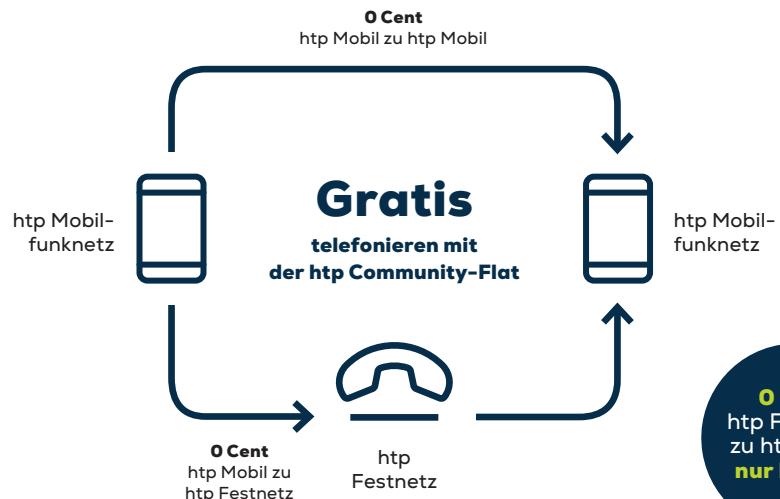 0 Cent
htp Mobil zu htp Mobil
htp Mobil-
funknetz
Gratis
telefonieren mit
der htp Community-Flat
htp Mobil-
funknetz
0 Cent
htp Mobil zu
htp Festnetz
htp
Festnetz
0
htp F
zu ht
nur